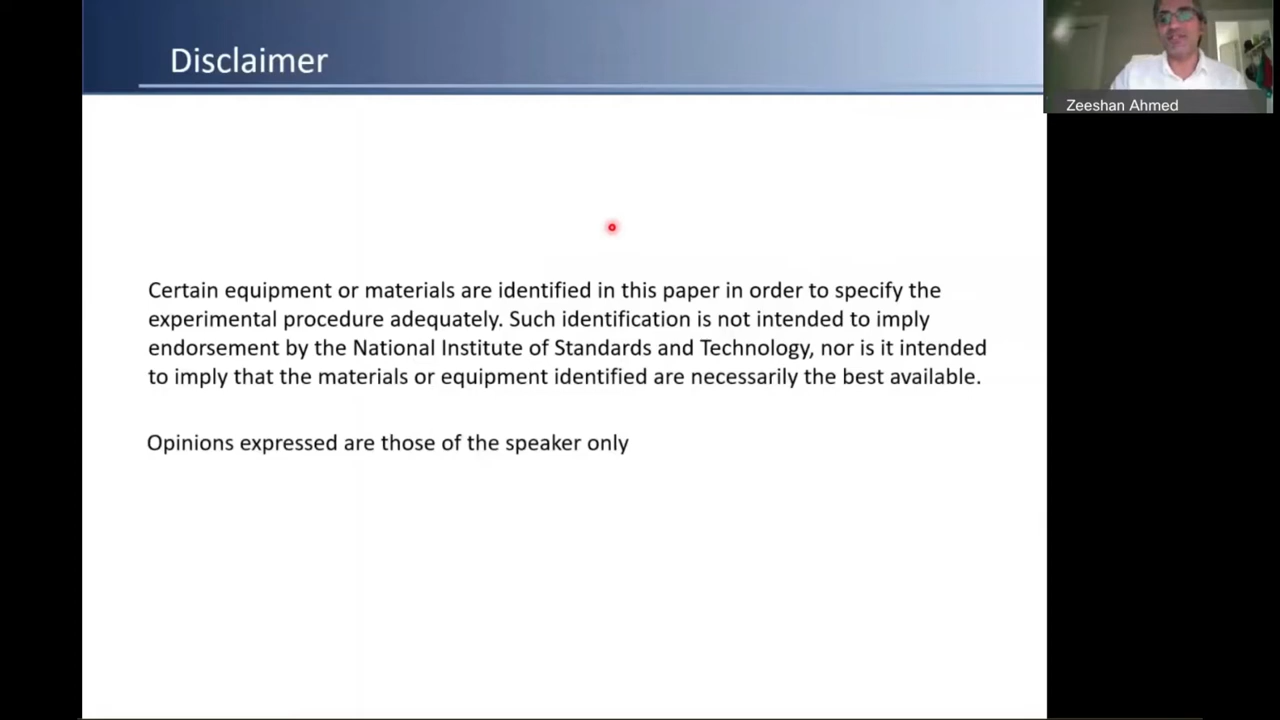 Disclaimer
Zeeshan Ahmed
Certain equipment or materials are identified in this paper in order to specify the
experimental procedure adequately. Such identification is not intended to imply
endorsement by the National Institute of Standards and Technology, nor is it intended
to imply that the materials or equipment identified are necessarily the best available.
Opinions expressed are those of the speaker only